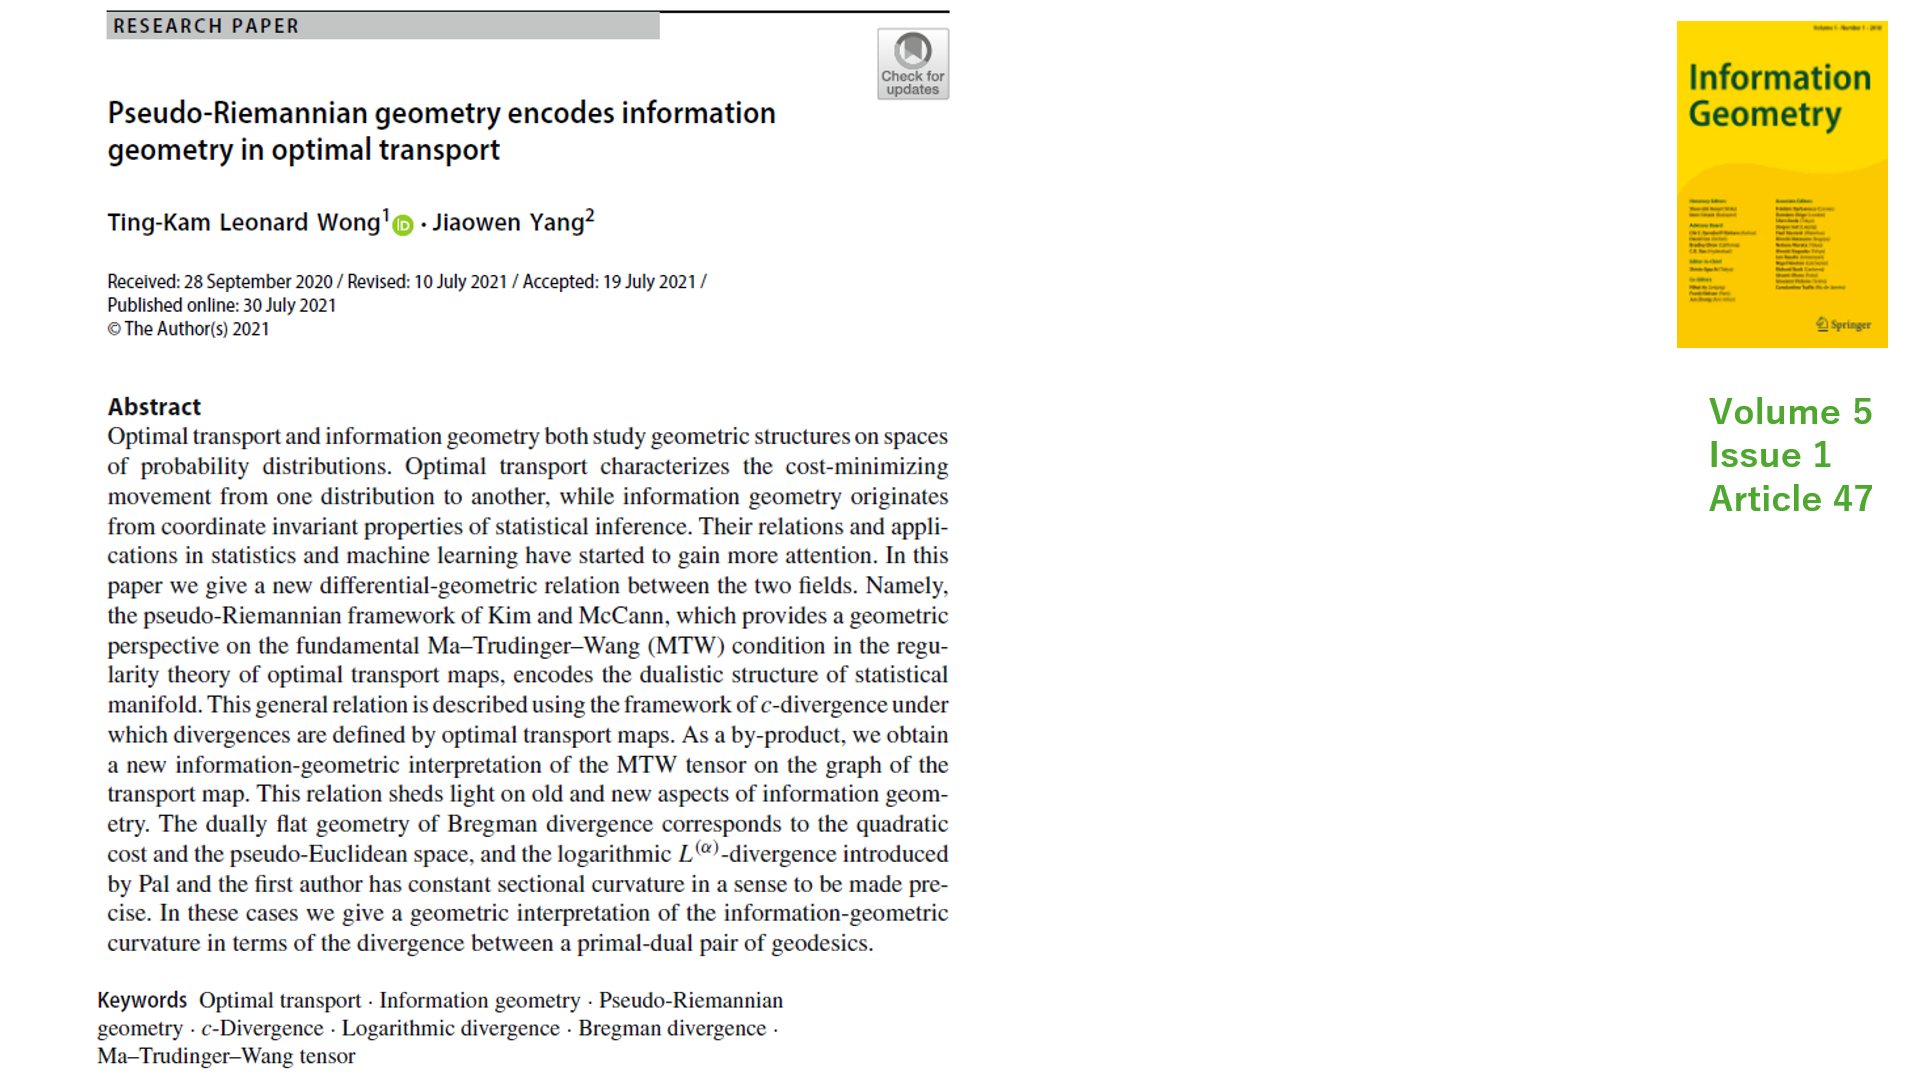 RESEARCH PAPER
Check for
updates
Pseudo-Riemannian geometry encodes information
geometry in optimal transport
Ting-Kam Leonard Wong1 iD · Jiaowen Yang2
Received: 28 September 2020 / Revised: 10 July 2021 / Accepted: 19 July 2021 /
Published online: 30 July 2021
© The Author(s) 2021
Abstract
Optimal transport and information geometry both study geometric structures on spaces
of probability distributions. Optimal transport characterizes the cost-minimizing
movement from one distribution to another, while information geometry originates
from coordinate invariant properties of statistical inference. Their relations and appli-
cations in statistics and machine learning have started to gain more attention. In this
paper we give a new differential-geometric relation between the two fields. Namely,
the pseudo-Riemannian framework of Kim and McCann, which provides a geometric
perspective on the fundamental Ma–Trudinger–Wang (MTW) condition in the regu-
larity theory of optimal transport maps, encodes the dualistic structure of statistical
manifold. This general relation is described using the framework of c-divergence under
which divergences are defined by optimal transport maps. As a by-product, we obtain
a new information-geometric interpretation of the MTW tensor on the graph of the
transport map. This relation sheds light on old and new aspects of information geom-
etry. The dually flat geometry of Bregman divergence corresponds to the quadratic
cost and the pseudo-Euclidean space, and the logarithmic L(α)-divergence introduced
by Pal and the first author has constant sectional curvature in a sense to be made pre-
cise. In these cases we give a geometric interpretation of the information-geometric
curvature in terms of the divergence between a primal-dual pair of geodesics.
Keywords Optimal transport · Information geometry · Pseudo-Riemannian
geometry · c-Divergence · Logarithmic divergence · Bregman divergence ·
Ma–Trudinger–Wang tensor
Information
Geometry
Springer
Volume 5
Issue 1
Article 47